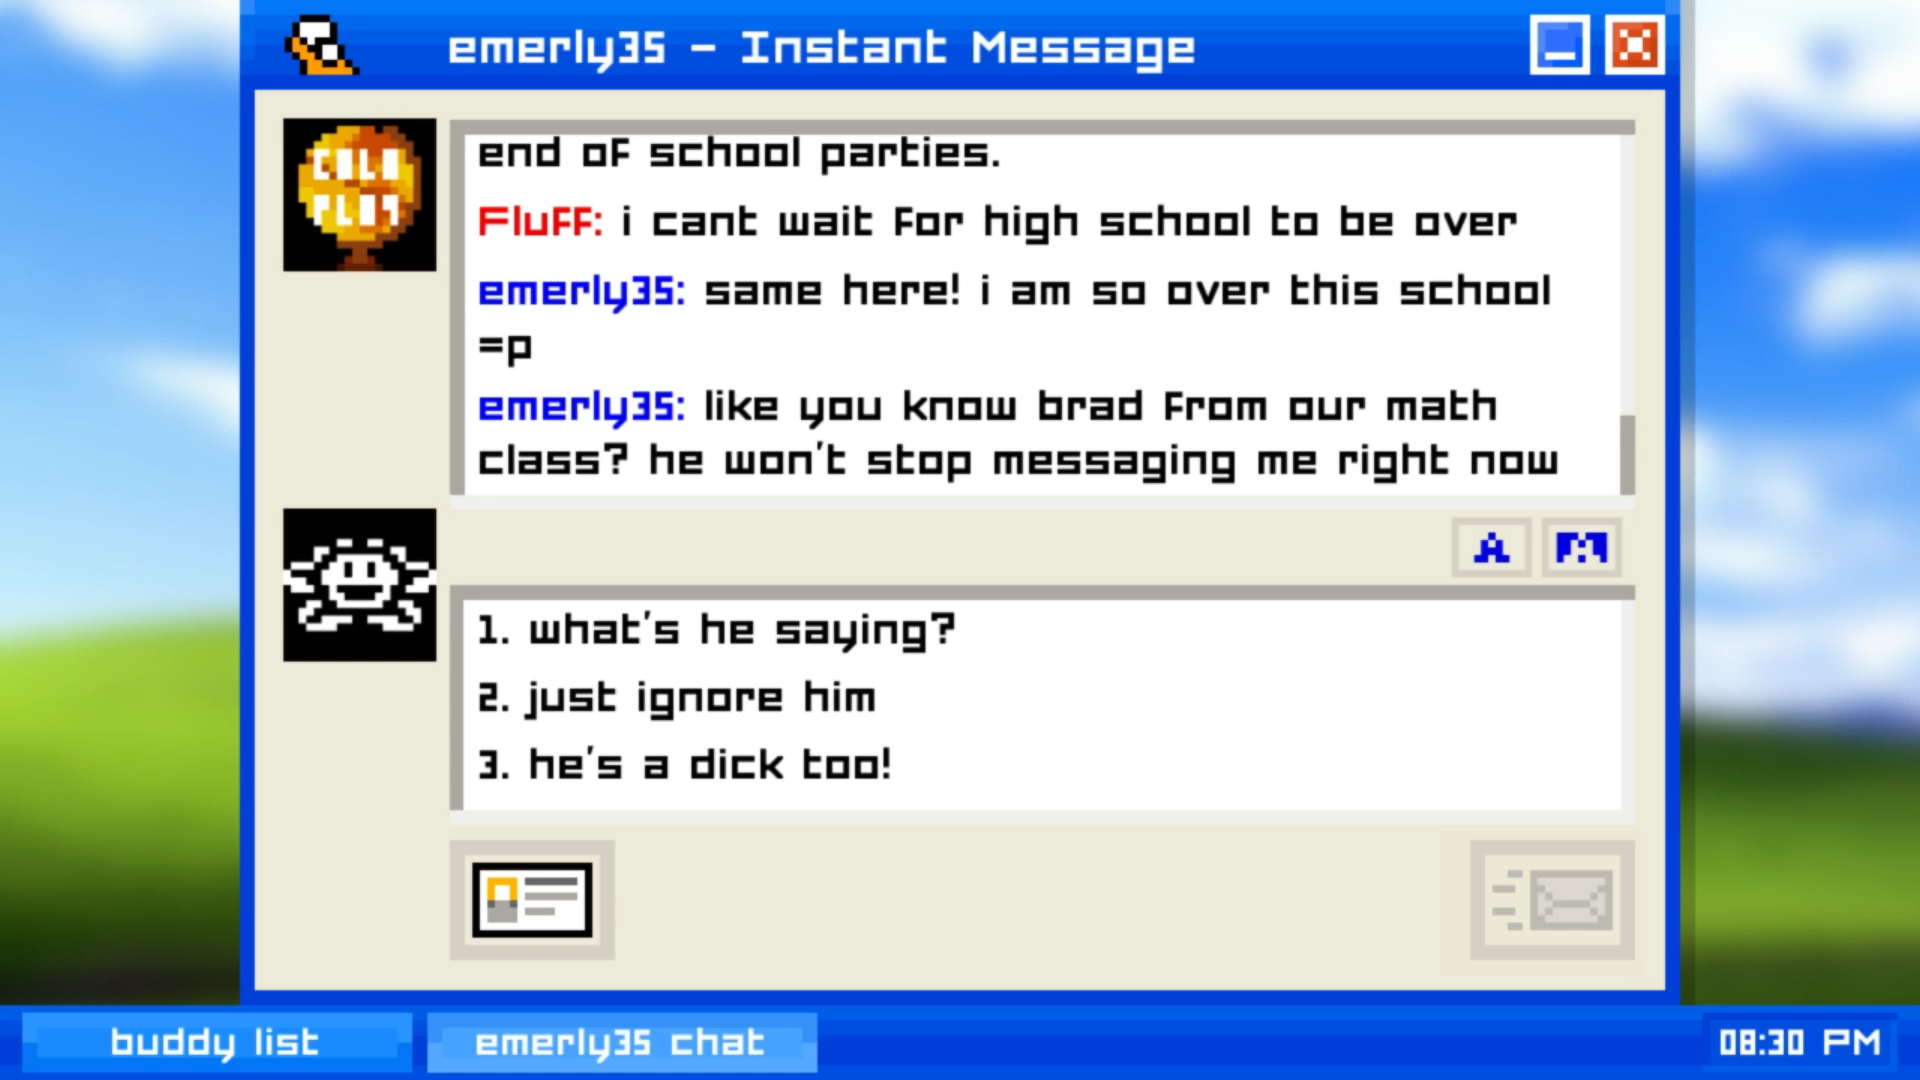 emerly35 - Instant Message
COLD
PLAY
end of school parties.
Fluff: i cant wait for high school to be over
emerly35: same here! i am so over this school
=p
emerly35: like you know brad from our math
class? he won't stop messaging me right now
A M
1. what's he saying?
2. just ignore him
3. he's a dick too!
buddy list
emerly35 chat
08:30 PM